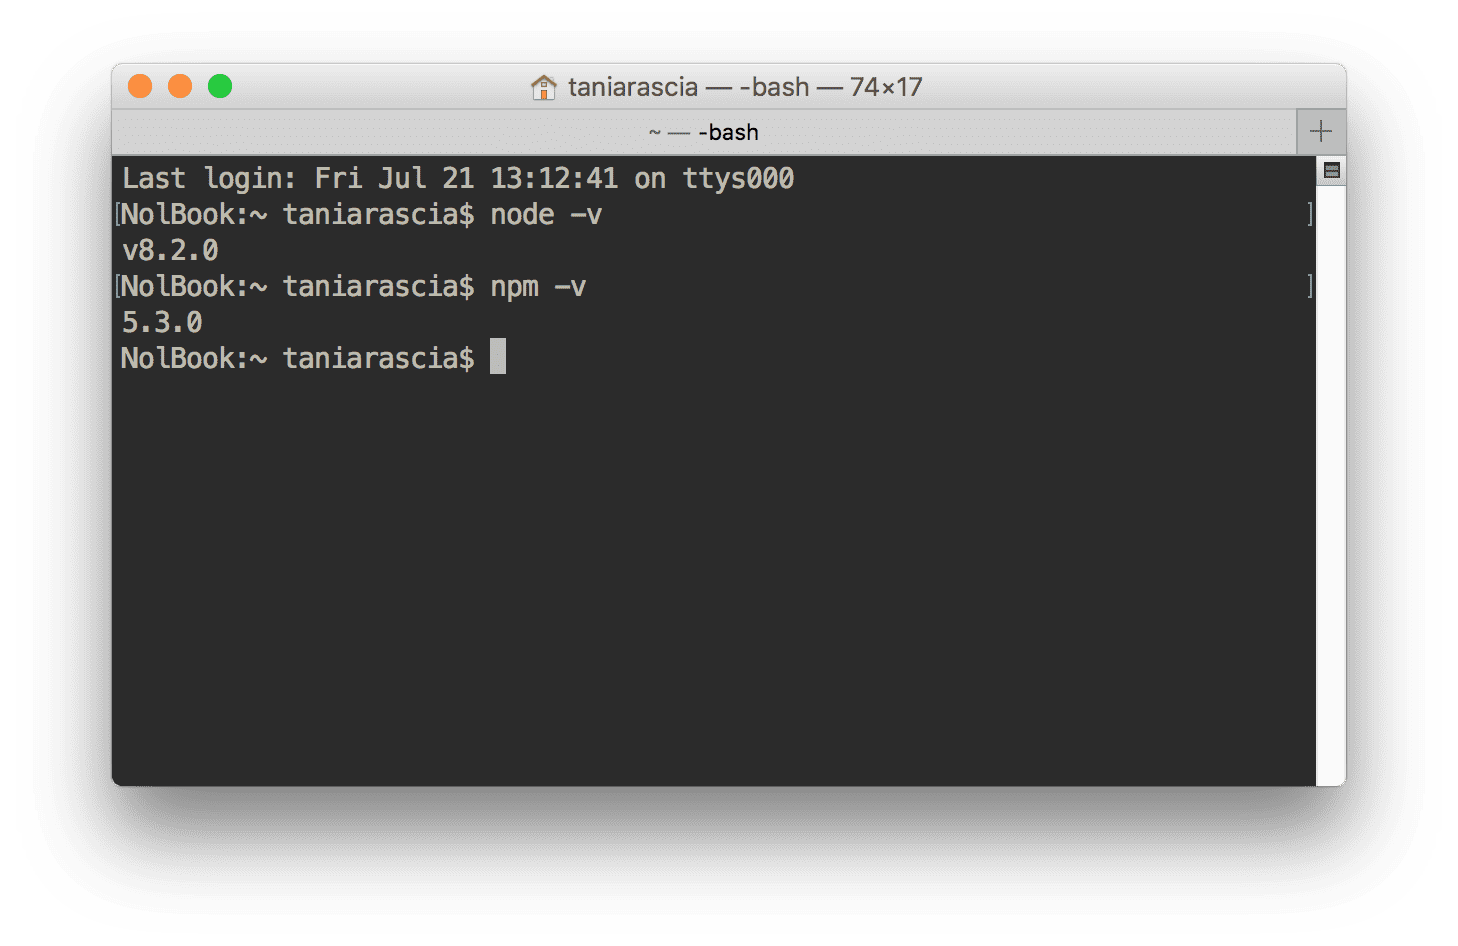 taniarascia — -bash — 74×17
~ — -bash
Last login: Fri Jul 21 13:12:41 on ttys000
[NolBook:~ taniarascia$ node -v ]
v8.2.0
[NolBook:~ taniarascia$ npm -v ]
5.3.0
NolBook:~ taniarascia$